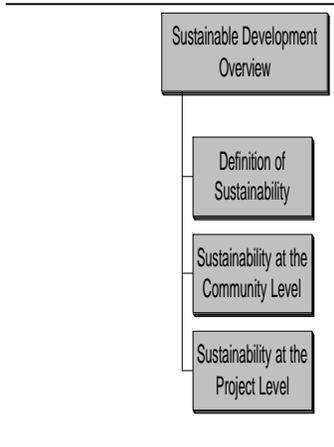 Sustainable Development
Overview
Definition of
Sustainability
Sustainability at the
Community Level
Sustainability at the
Project Level